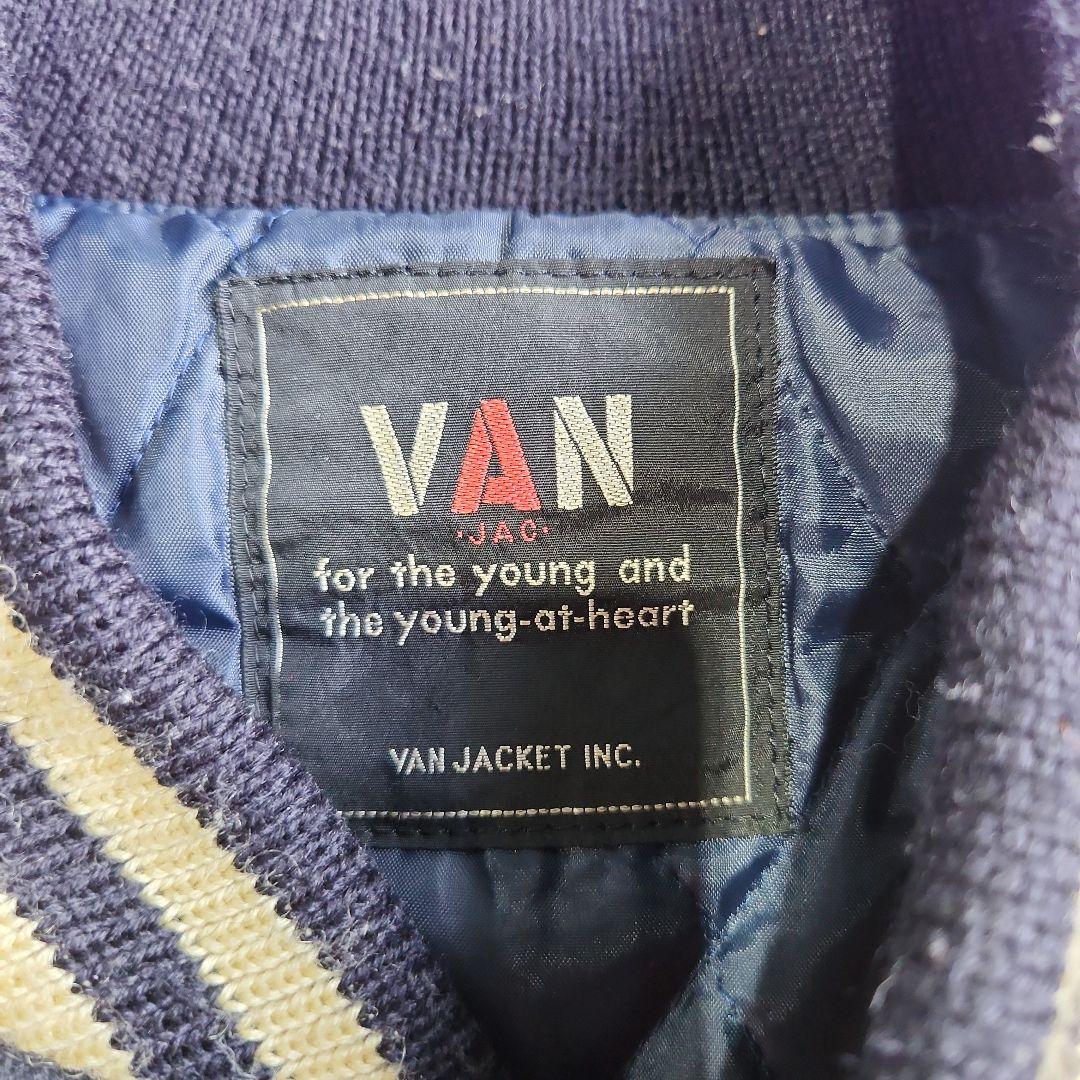 VAN
·JAC·
for the young and
the young-at-heart
VAN JACKET INC.